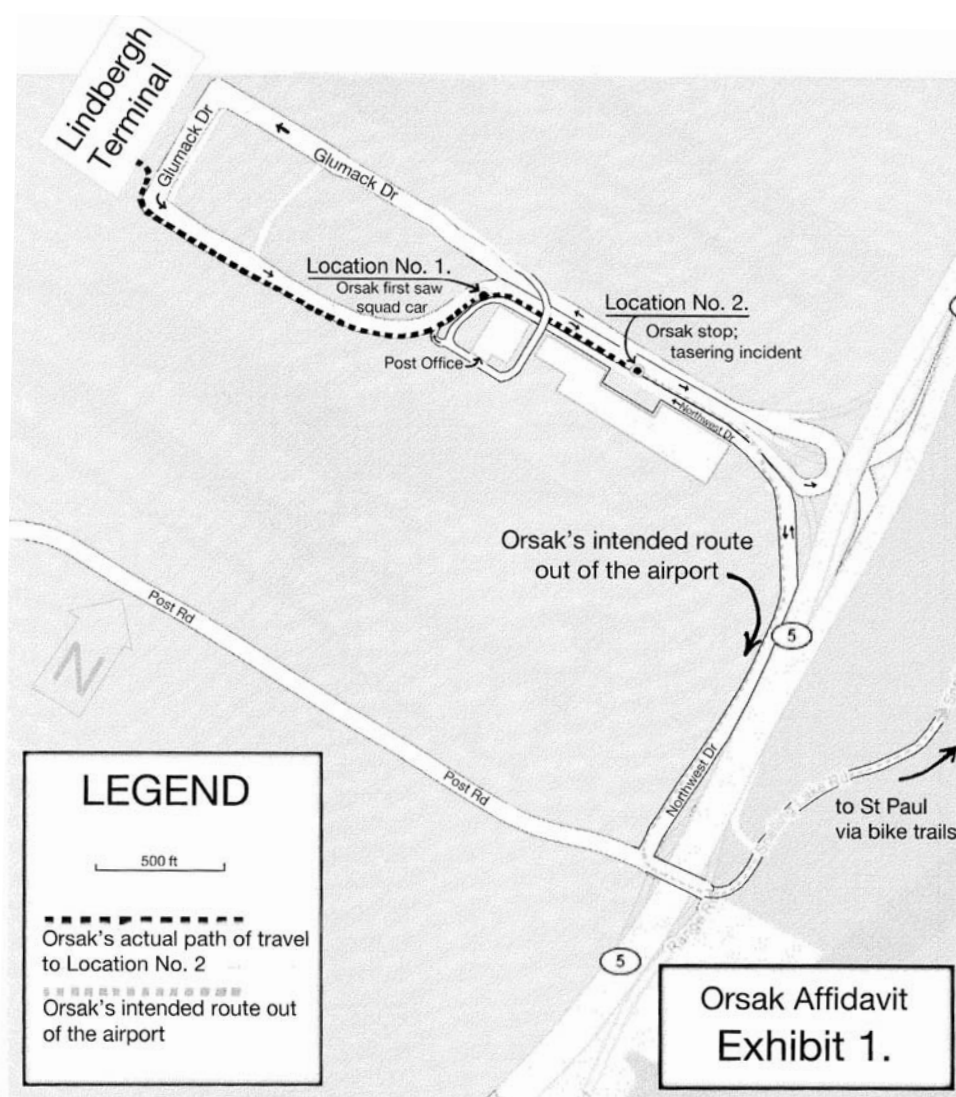 Lindbergh
Terminal
Glumack Dr
Glumack Dr
Location No. 1.
Orsak first saw
squad car
Location No. 2.
Orsak stop;
tasering incident
Post Office
Northwest Dr
Orsak's intended route
out of the airport
5
Post Rd
N
Northwest Dr
Post Rd
to St Paul
via bike trails
5
LEGEND
500 ft
Orsak's actual path of travel
to Location No. 2
Orsak's intended route out
of the airport
Orsak Affidavit
Exhibit 1.